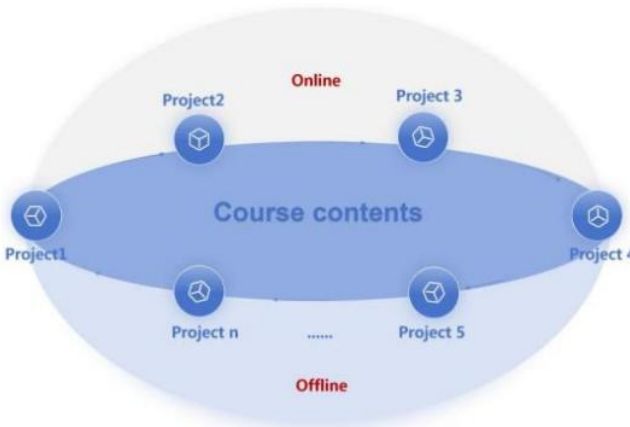 Online
Project2
Project 3
Course contents
Project1
Project 4
Project n
......
Project 5
Offline